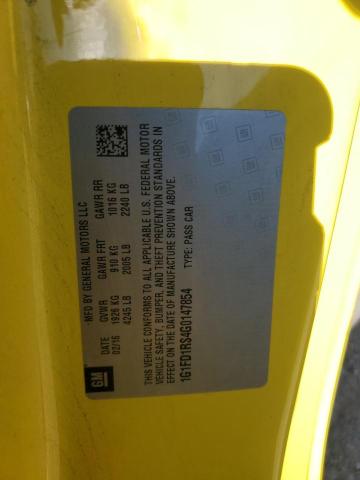 MFD BY GENERAL MOTORS LLC
DATE GVWR GAWR FRT GAWR RR
02/16 1926 KG 910 KG 1016 KG
4245 LB 2005 LB 2240 LB
THIS VEHICLE CONFORMS TO ALL APPLICABLE U.S. FEDERAL MOTOR
VEHICLE SAFETY, BUMPER, AND THEFT PREVENTION STANDARDS IN
EFFECT ON THE DATE OF MANUFACTURE SHOWN ABOVE.
1G1FD1RS4G0147854 TYPE: PASS CAR
GM